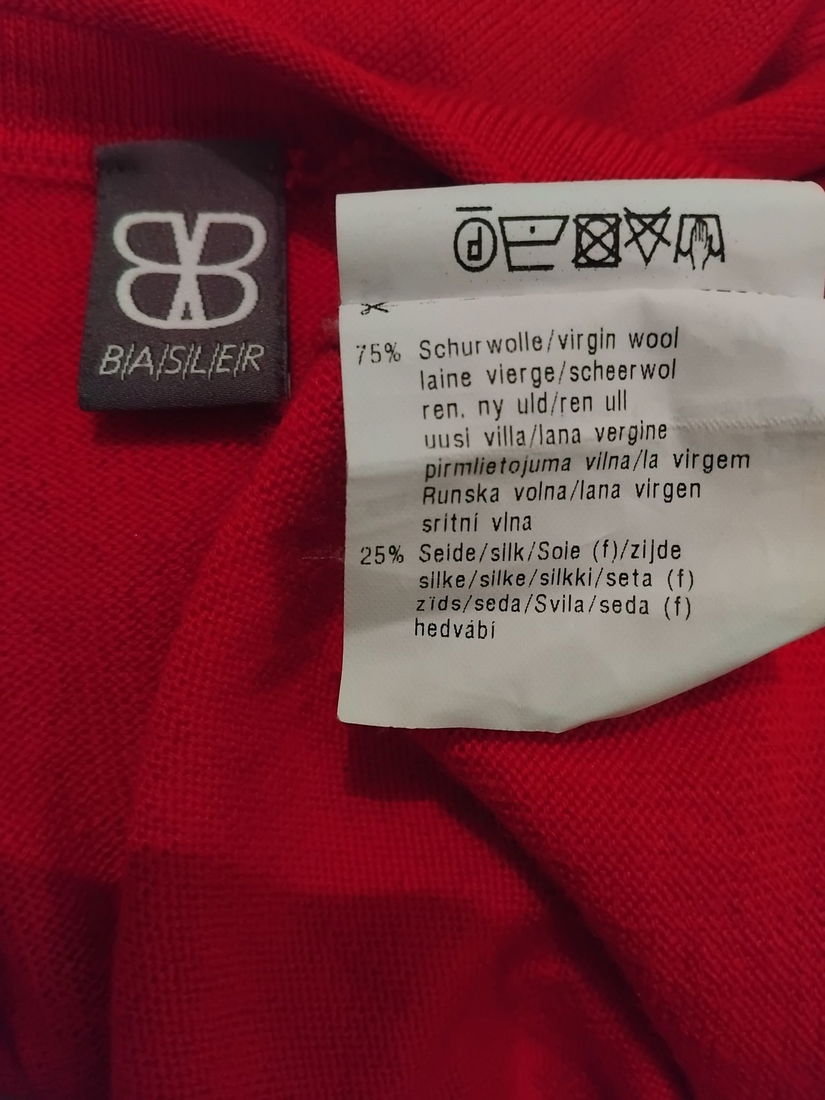 B/A/S/L/E/R
P
75% Schurwolle/virgin wool
laine vierge/scheerwol
ren. ny uld/ren ull
uusi villa/lana vergine
pirmlietojuma vilna/la virgem
Runska volna/lana virgen
sritní vlna
25% Seide/silk/Soie (f)/zijde
silke/silke/silkki/seta (f)
zīds/seda/Svila/seda (f)
hedvábí